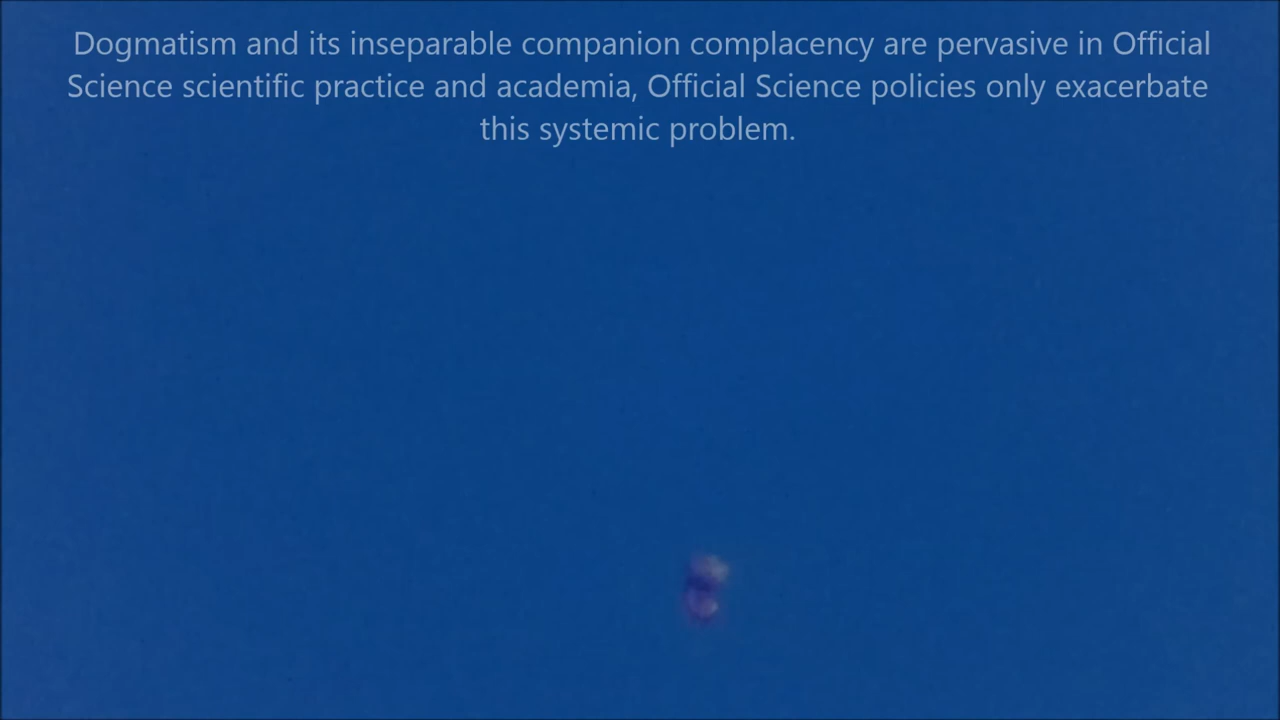 Dogmatism and its inseparable companion complacency are pervasive in Official
Science scientific practice and academia, Official Science policies only exacerbate
this systemic problem.